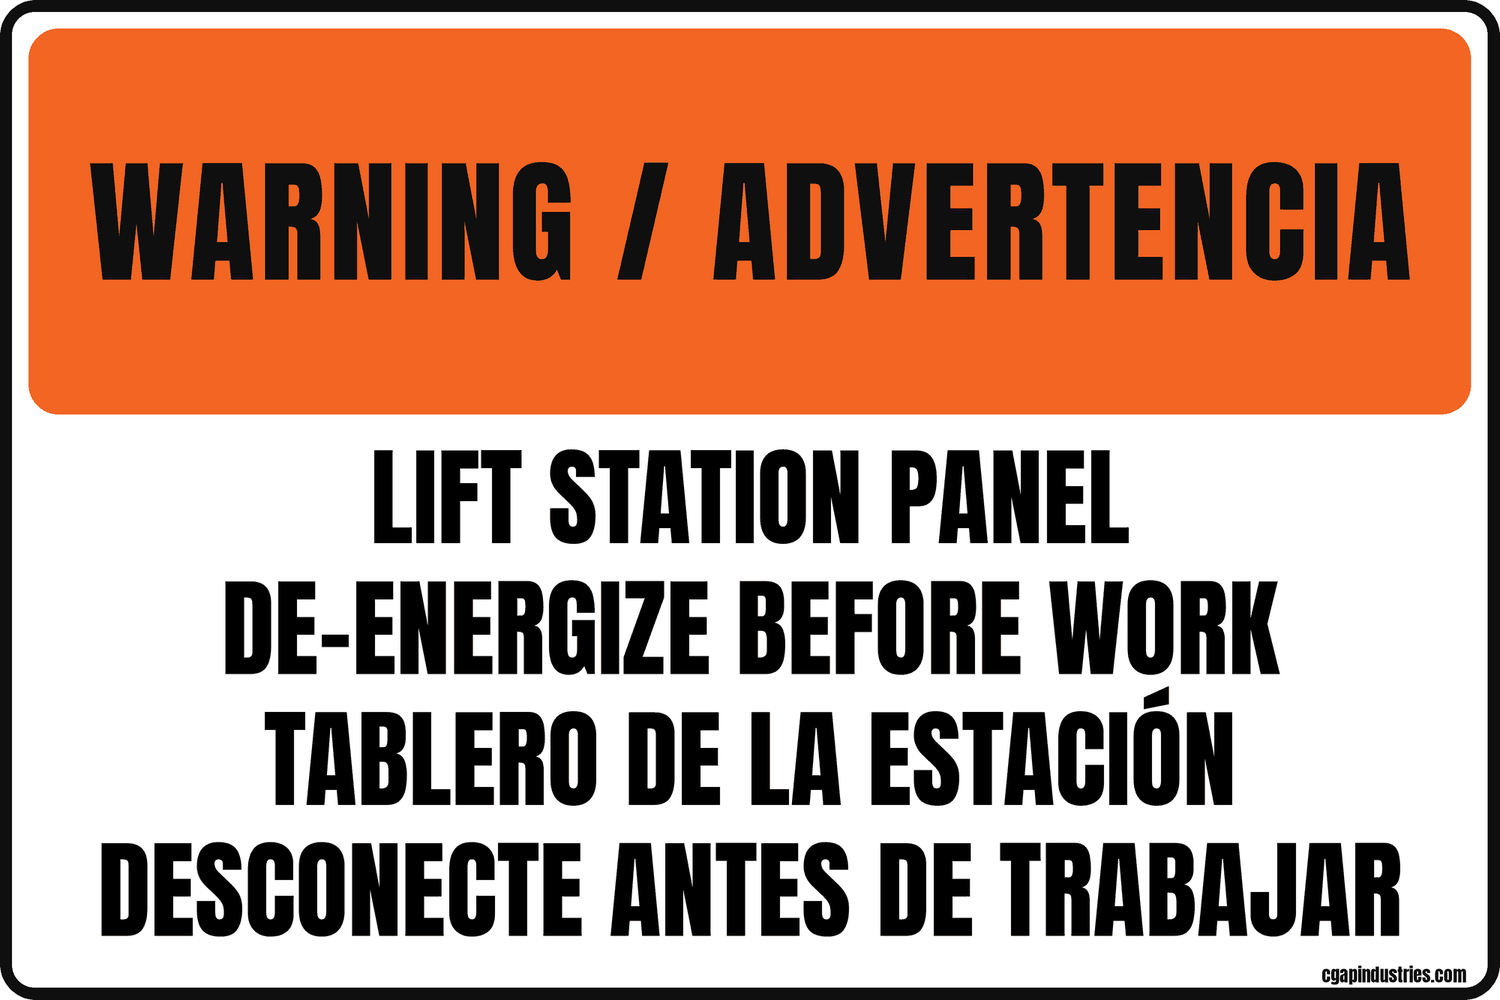 WARNING / ADVERTENCIA
LIFT STATION PANEL
DE-ENERGIZE BEFORE WORK
TABLERO DE LA ESTACIÓN
DESCONECTE ANTES DE TRABAJAR
cgapindustries.com